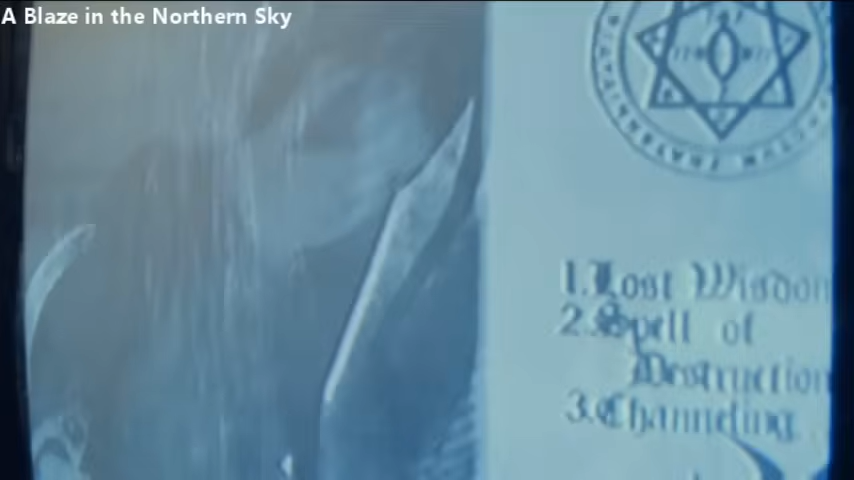 A Blaze in the Northern Sky
1. Lost Wisdom
2. Spell of
Destruction
3. Channeling